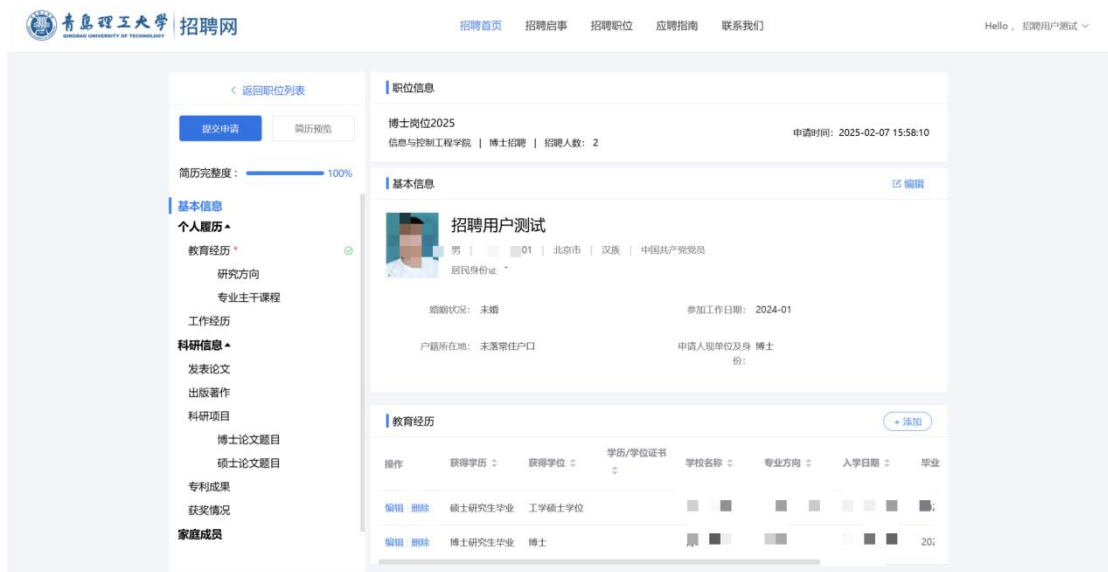 青岛理工大学 招聘网
QINGDAO UNIVERSITY OF TECHNOLOGY
招聘首页 招聘启事 招聘职位 应聘指南 联系我们
Hello， 招聘用户测试
< 返回职位列表
提交申请 简历预览
简历完整度： 100%
基本信息
个人履历
教育经历 *
研究方向
专业主干课程
工作经历
科研信息
发表论文
出版著作
科研项目
博士论文题目
硕士论文题目
专利成果
获奖情况
家庭成员
职位信息
博士岗位2025
信息与控制工程学院 | 博士招聘 | 招聘人数： 2
申请时间： 2025-02-07 15:58:10
基本信息
编辑
招聘用户测试
男 | 01 | 北京市 | 汉族 | 中国共产党党员
居民身份证
婚姻状况： 未婚
参加工作日期： 2024-01
户籍所在地： 未落常住户口
申请人现单位及身份： 博士
教育经历
+ 添加
操作 获得学历 获得学位 学历/学位证书 学校名称 专业方向 入学日期 毕业
编辑 删除 硕士研究生毕业 工学硕士学位
编辑 删除 博士研究生毕业 博士 202